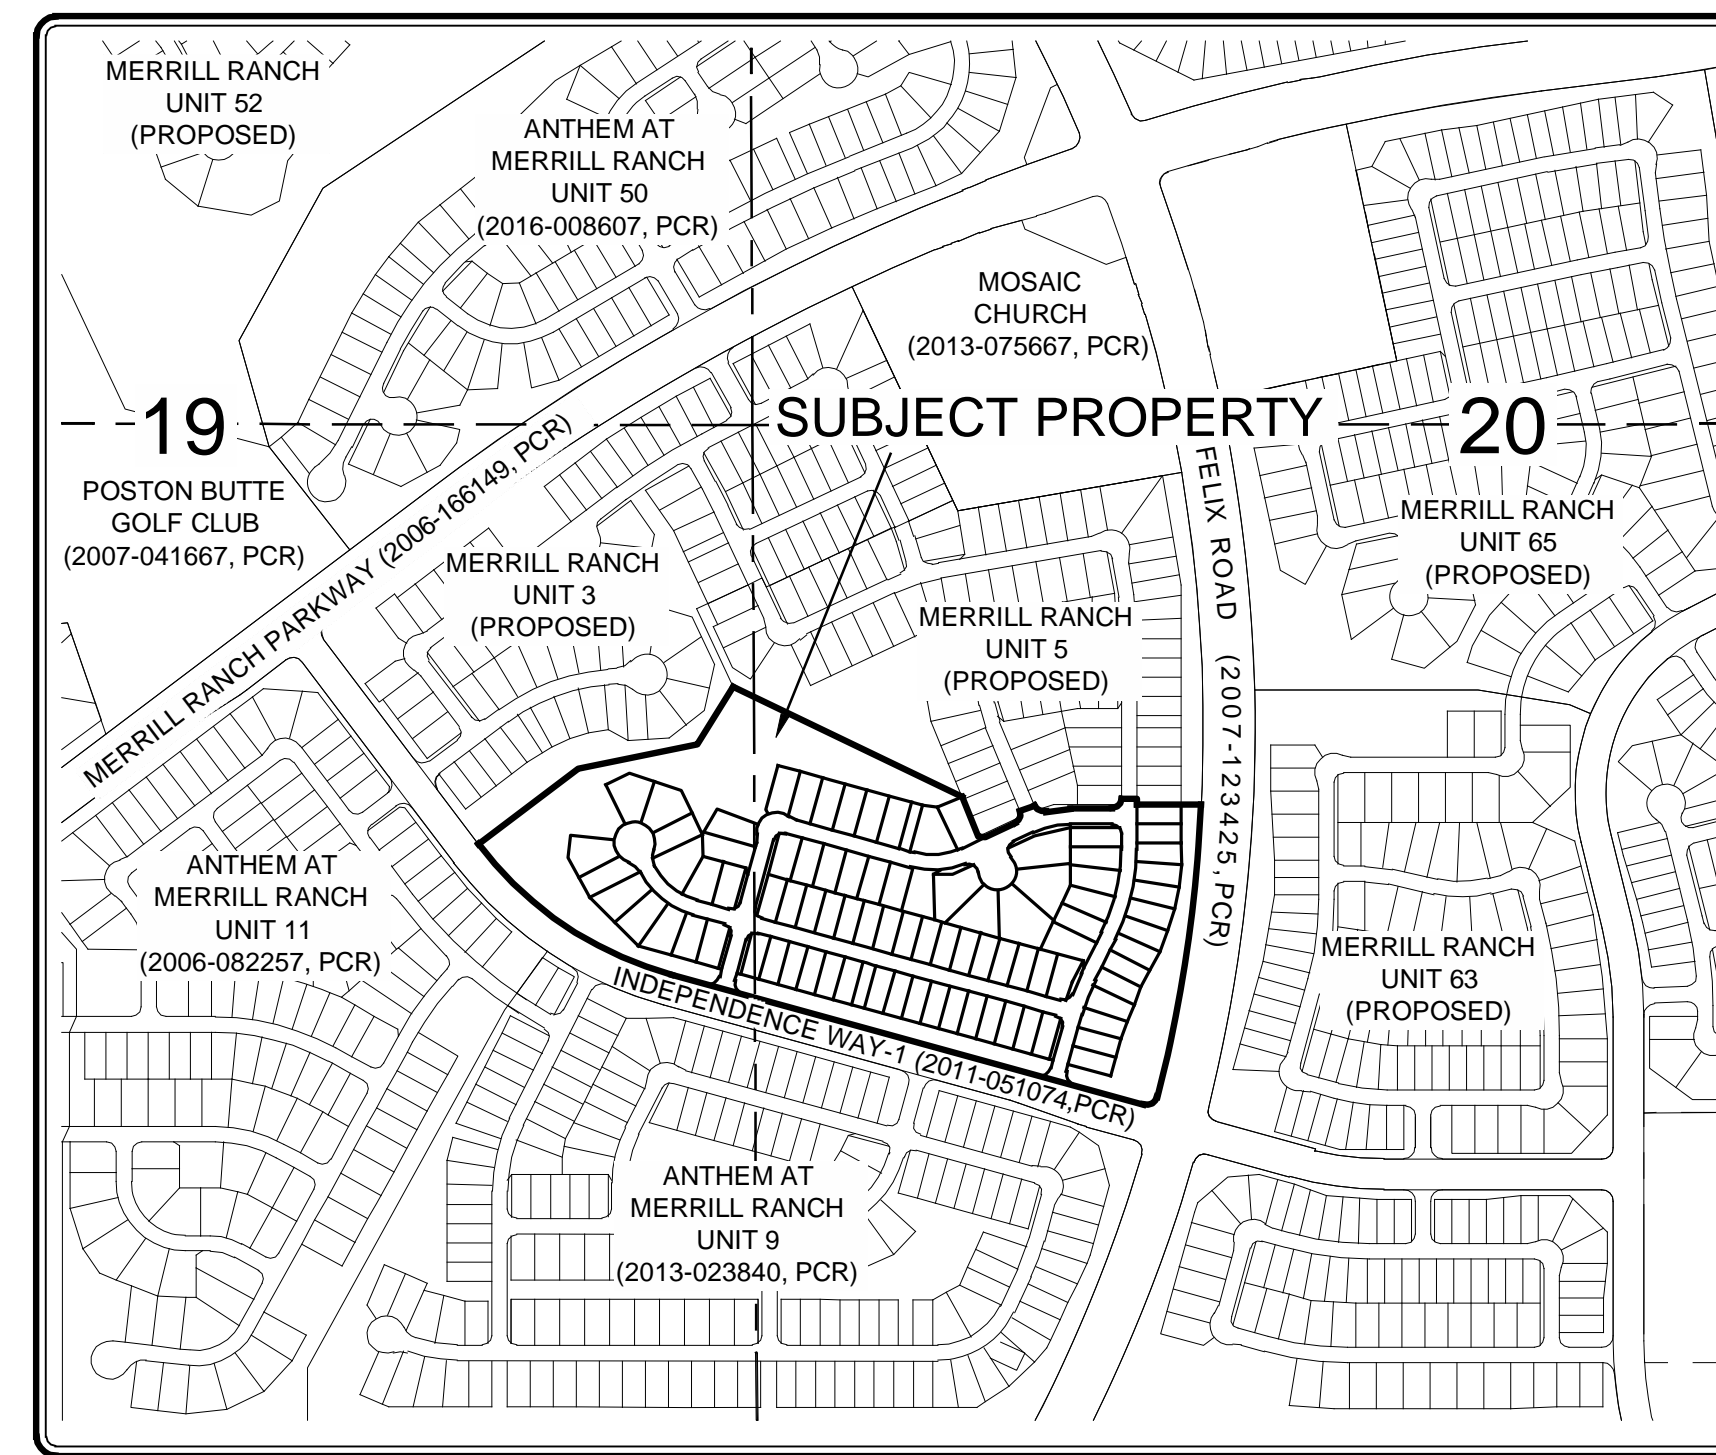 MERRILL RANCH
UNIT 52
(PROPOSED)
ANTHEM AT
MERRILL RANCH
UNIT 50
(2016-008607, PCR)
MOSAIC
CHURCH
(2013-075667, PCR)
19
SUBJECT PROPERTY
20
POSTON BUTTE
GOLF CLUB
(2007-041667, PCR)
MERRILL RANCH PARKWAY (2006-166149, PCR)
FELIX ROAD (2007-123425, PCR)
MERRILL RANCH
UNIT 65
(PROPOSED)
MERRILL RANCH
UNIT 3
(PROPOSED)
MERRILL RANCH
UNIT 5
(PROPOSED)
ANTHEM AT
MERRILL RANCH
UNIT 11
(2006-082257, PCR)
MERRILL RANCH
UNIT 63
(PROPOSED)
INDEPENDENCE WAY-1 (2011-051074,PCR)
ANTHEM AT
MERRILL RANCH
UNIT 9
(2013-023840, PCR)